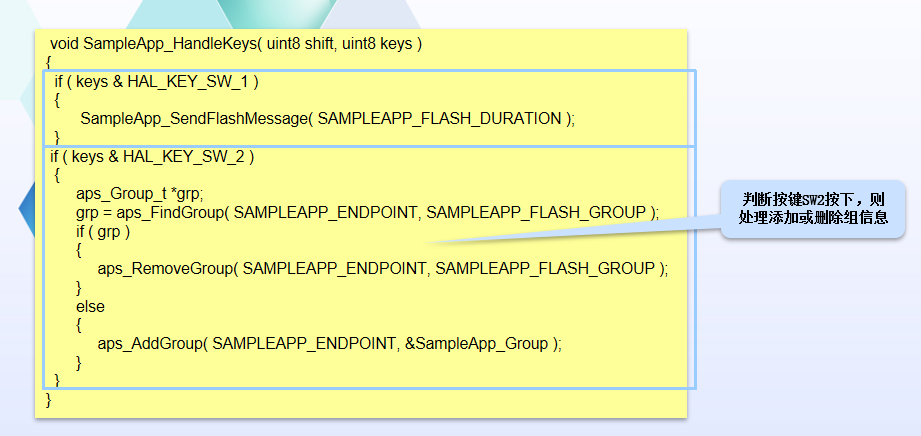 void SampleApp_HandleKeys( uint8 shift, uint8 keys )
{
if ( keys & HAL_KEY_SW_1 )
{
SampleApp_SendFlashMessage( SAMPLEAPP_FLASH_DURATION );
}
if ( keys & HAL_KEY_SW_2 )
{
aps_Group_t *grp;
grp = aps_FindGroup( SAMPLEAPP_ENDPOINT, SAMPLEAPP_FLASH_GROUP );
if ( grp )
{
aps_RemoveGroup( SAMPLEAPP_ENDPOINT, SAMPLEAPP_FLASH_GROUP );
}
else
{
aps_AddGroup( SAMPLEAPP_ENDPOINT, &SampleApp_Group );
}
}
}
判断按键SW2按下，则
处理添加或删除组信息